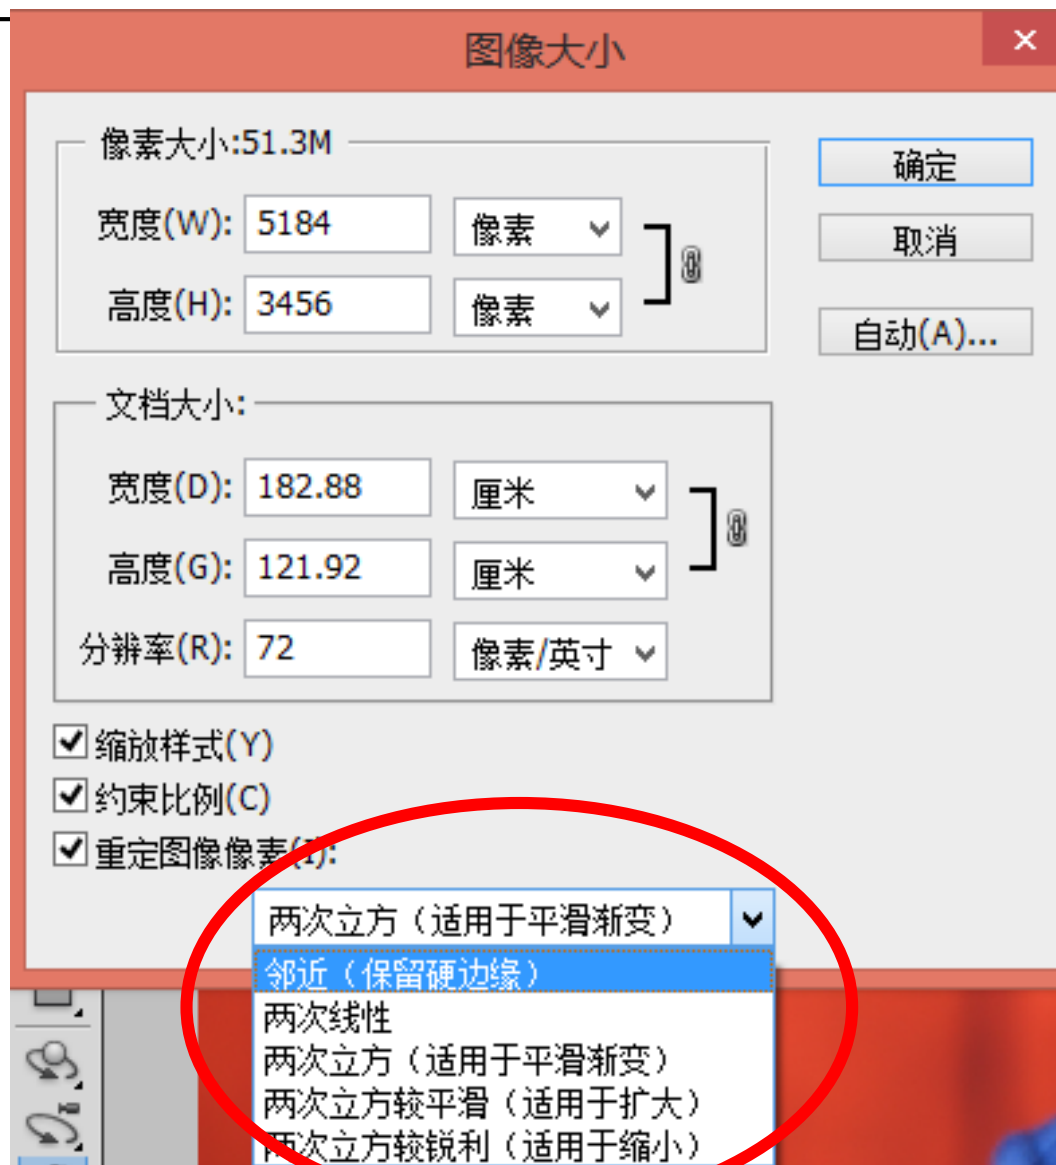 图像大小
像素大小:51.3M
确定
宽度(W): 5184 像素
取消
高度(H): 3456 像素
自动(A)...
文档大小:
宽度(D): 182.88 厘米
高度(G): 121.92 厘米
分辨率(R): 72 像素/英寸
缩放样式(Y)
约束比例(C)
重定图像像素(I):
两次立方（适用于平滑渐变）
邻近（保留硬边缘）
两次线性
两次立方（适用于平滑渐变）
两次立方较平滑（适用于扩大）
两次立方较锐利（适用于缩小）